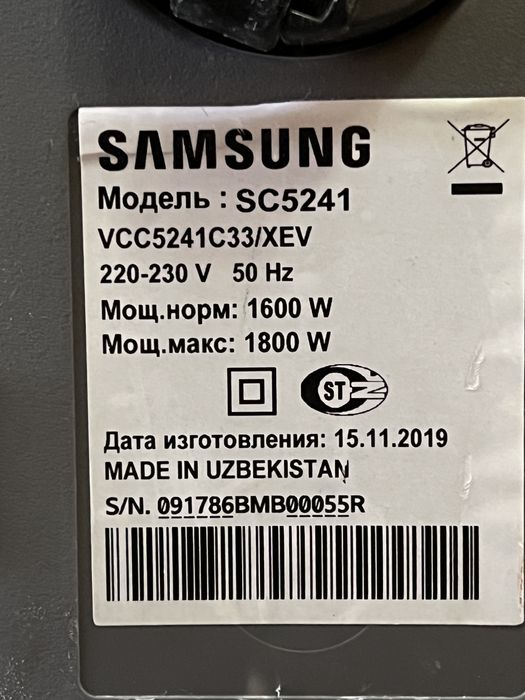 SAMSUNG
Модель : SC5241
VCC5241C33/XEV
220-230 V 50 Hz
Мощ.норм: 1600 W
Мощ.макс: 1800 W
ST
Дата изготовления: 15.11.2019
MADE IN UZBEKISTAN
S/N. 091786BMB00055R